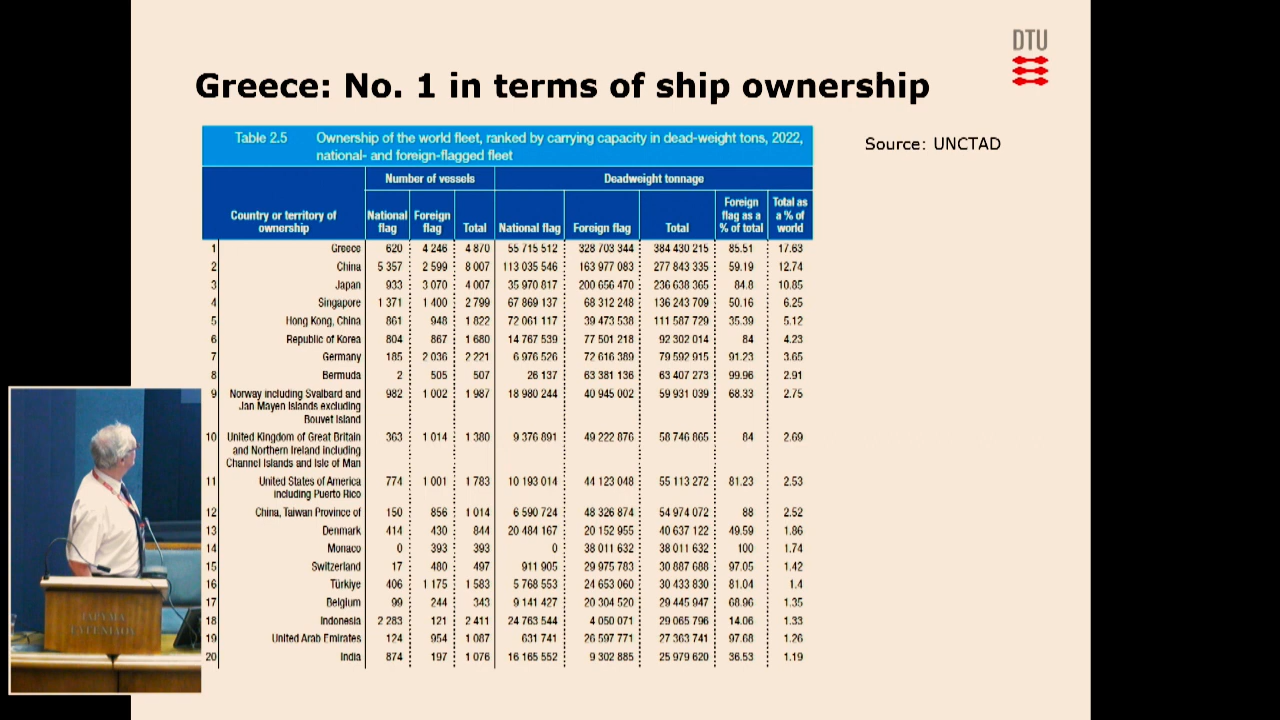 DTU
Greece: No. 1 in terms of ship ownership
Source: UNCTAD
Table 2.5 Ownership of the world fleet, ranked by carrying capacity in dead-weight tons, 2022,
national- and foreign-flagged fleet
Number of vessels Deadweight tonnage
Country or territory of ownership National flag Foreign flag Total National flag Foreign flag Total Foreign flag as a % of total Total as a % of world
1 Greece 620 4 246 4 870 55 715 512 328 703 344 384 430 215 85.51 17.63
2 China 5 357 2 599 8 007 113 035 546 163 977 083 277 843 335 59.19 12.74
3 Japan 933 3 070 4 007 35 970 817 200 656 470 236 638 365 84.8 10.85
4 Singapore 1 371 1 400 2 799 67 869 137 68 312 248 136 243 709 50.16 6.25
5 Hong Kong, China 861 948 1 822 72 061 117 39 473 538 111 587 729 35.39 5.12
6 Republic of Korea 804 867 1 680 14 767 539 77 501 218 92 302 014 84 4.23
7 Germany 185 2 036 2 221 6 976 526 72 616 389 79 592 915 91.23 3.65
8 Bermuda 2 505 507 26 137 63 381 136 63 407 273 99.96 2.91
9 Norway including Svalbard and 982 1 002 1 987 18 980 244 40 945 002 59 931 039 68.33 2.75
Jan Mayen Islands excluding
Bouvet Island
10 United Kingdom of Great Britain 363 1 014 1 380 9 376 891 49 222 876 58 746 865 84 2.69
and Northern Ireland including
Channel Islands and Isle of Man
11 United States of America 774 1 001 1 783 10 193 014 44 123 048 55 113 272 81.23 2.53
including Puerto Rico
12 China, Taiwan Province of 150 856 1 014 6 590 724 48 326 874 54 974 072 88 2.52
13 Denmark 414 430 844 20 484 167 20 152 955 40 637 122 49.59 1.86
14 Monaco 0 393 393 0 38 011 632 38 011 632 100 1.74
15 Switzerland 17 480 497 911 905 29 975 783 30 887 688 97.05 1.42
16 Türkiye 406 1 175 1 583 5 768 553 24 653 060 30 433 830 81.04 1.4
17 Belgium 99 244 343 9 141 427 20 304 520 29 445 947 68.96 1.35
18 Indonesia 2 283 121 2 411 24 763 544 4 050 071 29 065 796 14.06 1.33
19 United Arab Emirates 124 954 1 087 631 741 26 597 771 27 363 741 97.68 1.26
20 India 874 197 1 076 16 165 552 9 302 885 25 979 620 36.53 1.19